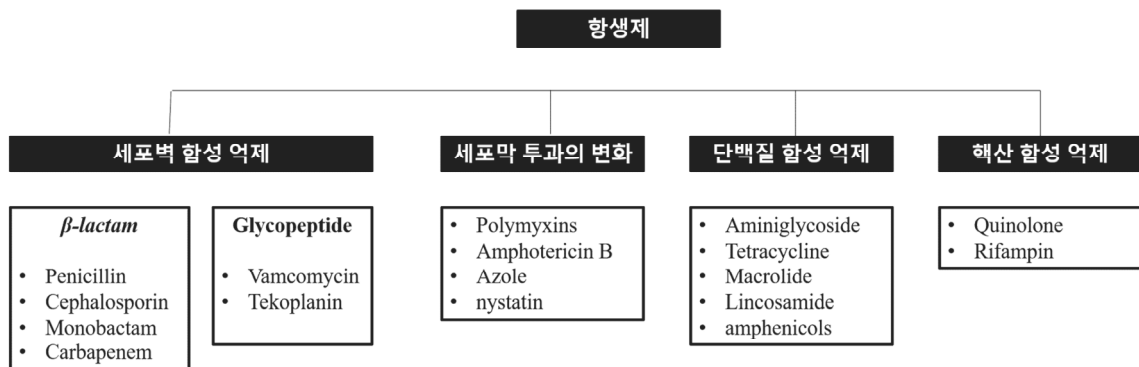 항생제
세포벽 합성 억제
세포막 투과의 변화
단백질 합성 억제
핵산 합성 억제
β-lactam
• Penicillin
• Cephalosporin
• Monobactam
• Carbapenem
Glycopeptide
• Vamcomycin
• Tekoplanin
• Polymyxins
• Amphotericin B
• Azole
• nystatin
• Aminiglycoside
• Tetracycline
• Macrolide
• Lincosamide
• amphenicols
• Quinolone
• Rifampin